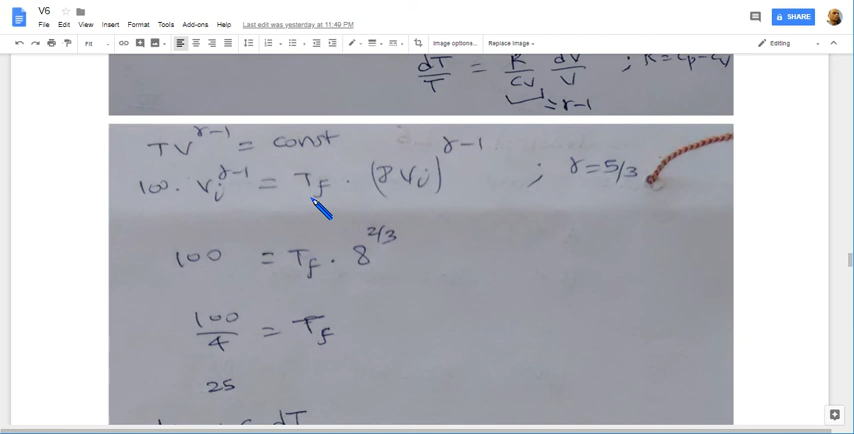 V6
File Edit View Insert Format Tools Add-ons Help
Last edit was yesterday at 11:49 PM
SHARE
Fit
Image options...
Replace Image
Editing
dT/T = R/Cv dV/V ; R=Cp-Cv
=γ-1
TV^γ-1 = const
100. Vi^γ-1 = Tf . (8Vi)^γ-1 ; γ=5/3
100 = Tf . 8^2/3
100/4 = Tf
25
dT